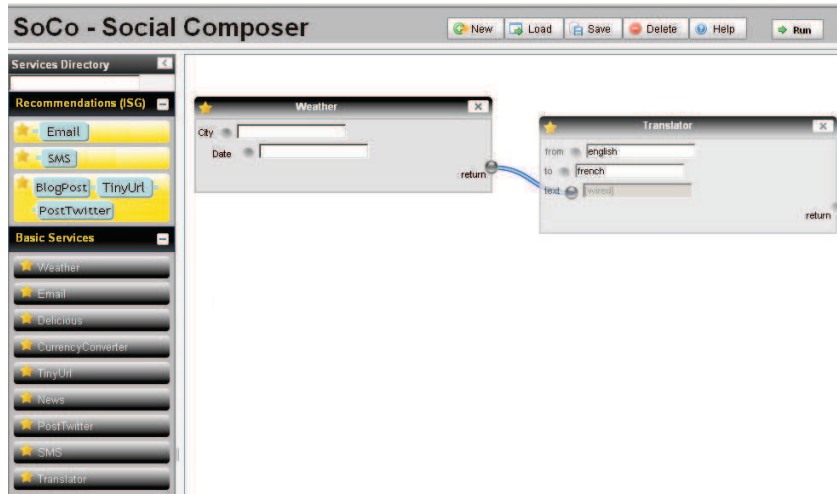 SoCo - Social Composer
New Load Save Delete Help Run
Services Directory
Recommendations (ISG)
Email
SMS
BlogPost TinyUrl
PostTwitter
Basic Services
Weather
Email
Delicious
CurrencyConverter
TinyUrl
News
PostTwitter
SMS
Translator
Weather
City
Date
return
Translator
from english
to french
text [wired]
return